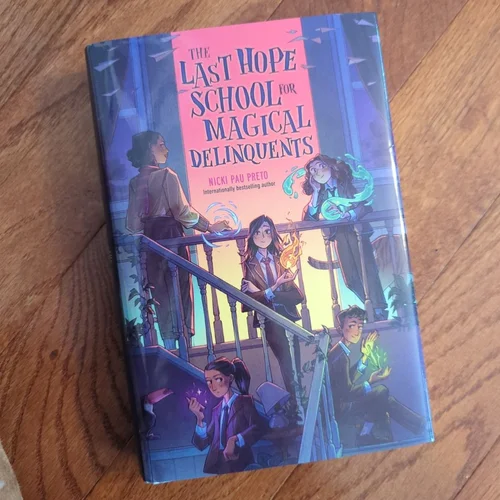 THE
LAST HOPE
SCHOOL FOR
MAGICAL
DELINQUENTS
NICKI PAU PRETO
Internationally bestselling author